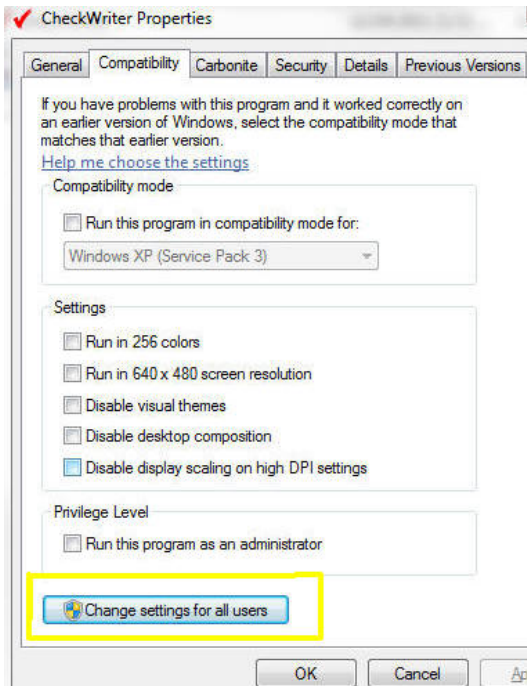 CheckWriter Properties
General Compatibility Carbonite Security Details Previous Versions
If you have problems with this program and it worked correctly on
an earlier version of Windows, select the compatibility mode that
matches that earlier version.
Help me choose the settings
Compatibility mode
Run this program in compatibility mode for:
Windows XP (Service Pack 3)
Settings
Run in 256 colors
Run in 640 x 480 screen resolution
Disable visual themes
Disable desktop composition
Disable display scaling on high DPI settings
Privilege Level
Run this program as an administrator
Change settings for all users
OK Cancel